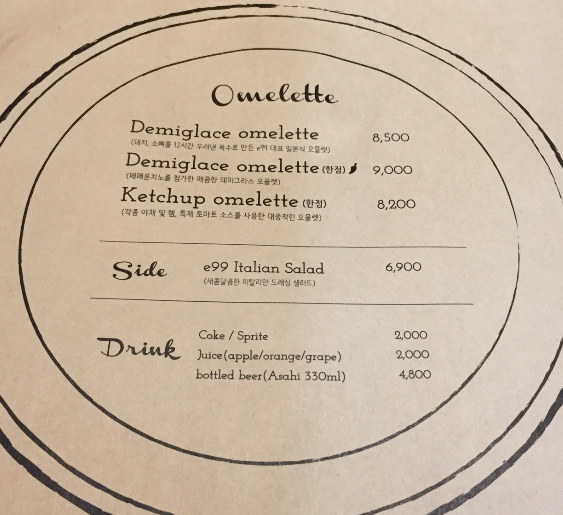 Omelette
Demiglace omelette 8,500
(돼지, 소뼈를 12시간 우려낸 육수로 만든 e99 대표 일본식 오믈렛)
Demiglace omelette (한정) 9,000
(페페론치노를 첨가한 매콤한 데미그라스 오믈렛)
Ketchup omelette (한정) 8,200
(각종 야채 및 햄, 특제 토마토 소스를 사용한 대중적인 오믈렛)
Side e99 Italian Salad 6,900
(새콤달콤한 이탈리안 드레싱 샐러드)
Coke / Sprite 2,000
Drink Juice(apple/orange/grape) 2,000
bottled beer(Asahi 330ml) 4,800